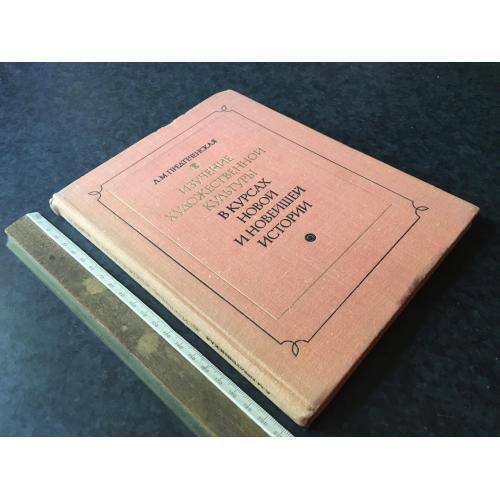 Л.М. ПРЕДТЕЧЕНСКАЯ
ИЗУЧЕНИЕ
ХУДОЖЕСТВЕННОЙ
КУЛЬТУРЫ
В КУРСАХ
НОВОЙ
И НОВЕЙШЕЙ
ИСТОРИИ